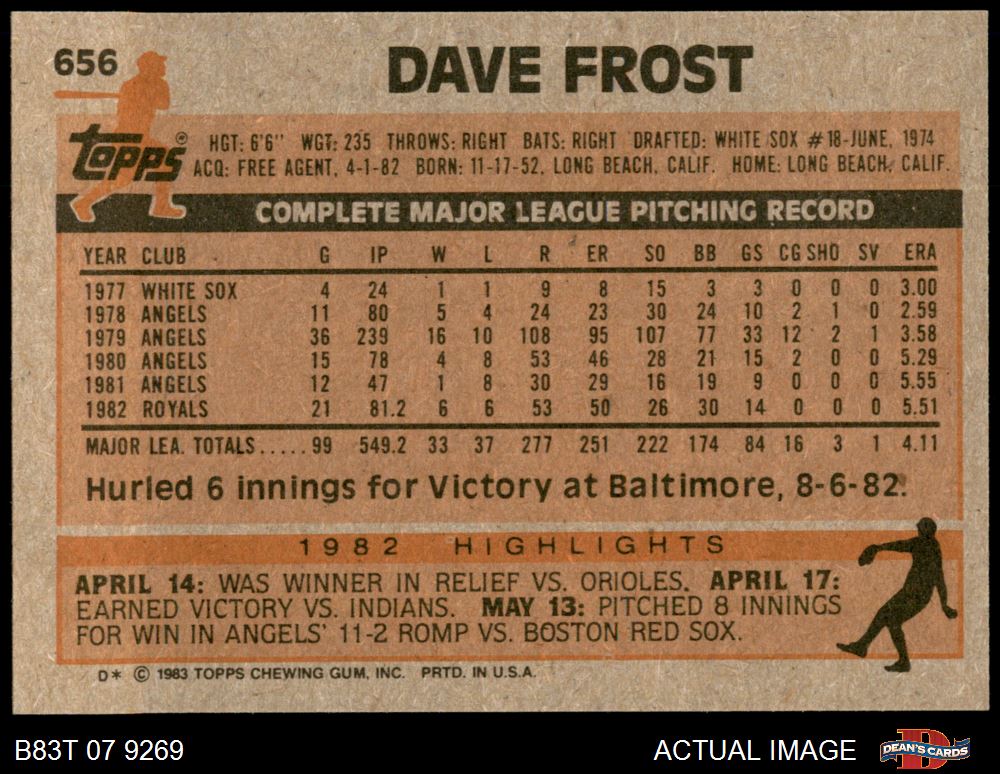 656
DAVE FROST
Topps®
HGT: 6'6" WGT: 235 THROWS: RIGHT BATS: RIGHT DRAFTED: WHITE SOX #18-JUNE, 1974
ACQ: FREE AGENT, 4-1-82 BORN: 11-17-52, LONG BEACH, CALIF. HOME: LONG BEACH, CALIF.
COMPLETE MAJOR LEAGUE PITCHING RECORD
YEAR CLUB G IP W L R ER SO BB GS CG SHO SV ERA
1977 WHITE SOX 4 24 1 1 9 8 15 3 3 0 0 0 3.00
1978 ANGELS 11 80 5 4 24 23 30 24 10 2 1 0 2.59
1979 ANGELS 36 239 16 10 108 95 107 77 33 12 2 1 3.58
1980 ANGELS 15 78 4 8 53 46 28 21 15 2 0 0 5.29
1981 ANGELS 12 47 1 8 30 29 16 19 9 0 0 0 5.55
1982 ROYALS 21 81.2 6 6 53 50 26 30 14 0 0 0 5.51
MAJOR LEA. TOTALS..... 99 549.2 33 37 277 251 222 174 84 16 3 1 4.11
Hurled 6 innings for Victory at Baltimore, 8-6-82.
1982 HIGHLIGHTS
APRIL 14: WAS WINNER IN RELIEF VS. ORIOLES. APRIL 17:
EARNED VICTORY VS. INDIANS. MAY 13: PITCHED 8 INNINGS
FOR WIN IN ANGELS' 11-2 ROMP VS. BOSTON RED SOX.
D* © 1983 TOPPS CHEWING GUM, INC. PRTD. IN U.S.A.
B83T 07 9269 ACTUAL IMAGE DEAN'S CARDS